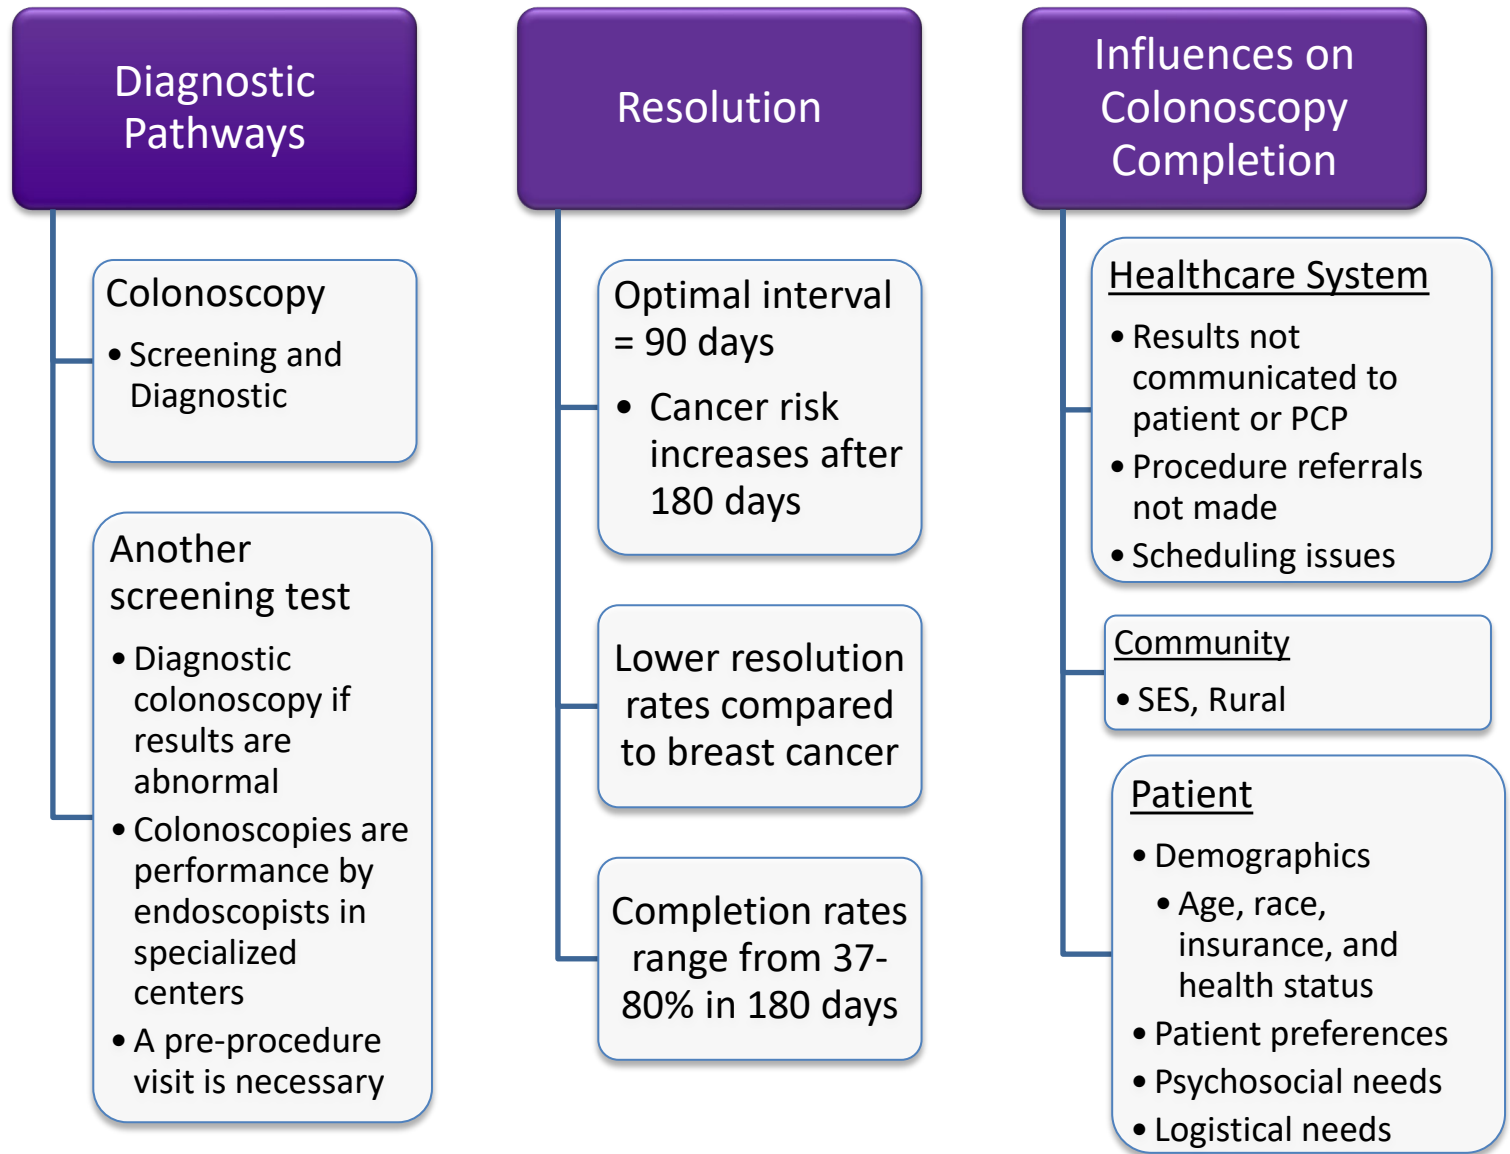 Diagnostic
Pathways
Colonoscopy
• Screening and
Diagnostic
Another
screening test
• Diagnostic
colonoscopy if
results are
abnormal
• Colonoscopies are
performance by
endoscopists in
specialized
centers
• A pre-procedure
visit is necessary
Resolution
Optimal interval
= 90 days
• Cancer risk
increases after
180 days
Lower resolution
rates compared
to breast cancer
Completion rates
range from 37-
80% in 180 days
Influences on
Colonoscopy
Completion
Healthcare System
• Results not
communicated to
patient or PCP
• Procedure referrals
not made
• Scheduling issues
Community
• SES, Rural
Patient
• Demographics
• Age, race,
insurance, and
health status
• Patient preferences
• Psychosocial needs
• Logistical needs